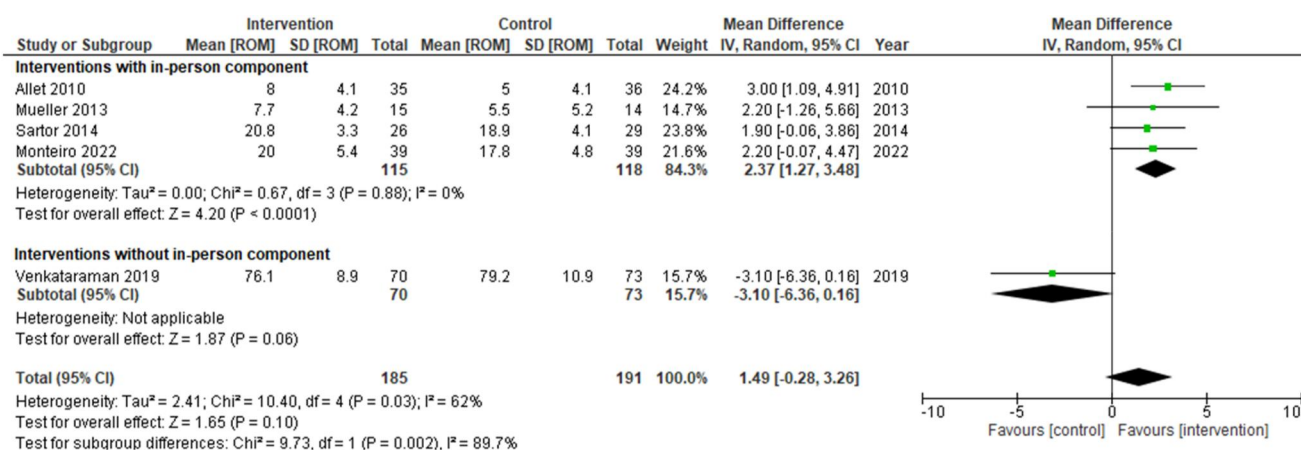 Intervention Control Mean Difference Mean Difference
Study or Subgroup Mean [ROM] SD [ROM] Total Mean [ROM] SD [ROM] Total Weight IV, Random, 95% CI Year IV, Random, 95% CI
Interventions with in-person component
Allet 2010 8 4.1 35 5 4.1 36 24.2% 3.00 [1.09, 4.91] 2010
Mueller 2013 7.7 4.2 15 5.5 5.2 14 14.7% 2.20 [-1.26, 5.66] 2013
Sartor 2014 20.8 3.3 26 18.9 4.1 29 23.8% 1.90 [-0.06, 3.86] 2014
Monteiro 2022 20 5.4 39 17.8 4.8 39 21.6% 2.20 [-0.07, 4.47] 2022
Subtotal (95% CI) 115 118 84.3% 2.37 [1.27, 3.48]
Heterogeneity: Tau² = 0.00; Chi² = 0.67, df = 3 (P = 0.88); I² = 0%
Test for overall effect: Z = 4.20 (P < 0.0001)
Interventions without in-person component
Venkataraman 2019 76.1 8.9 70 79.2 10.9 73 15.7% -3.10 [-6.36, 0.16] 2019
Subtotal (95% CI) 70 73 15.7% -3.10 [-6.36, 0.16]
Heterogeneity: Not applicable
Test for overall effect: Z = 1.87 (P = 0.06)
Total (95% CI) 185 191 100.0% 1.49 [-0.28, 3.26]
Heterogeneity: Tau² = 2.41; Chi² = 10.40, df = 4 (P = 0.03); I² = 62%
Test for overall effect: Z = 1.65 (P = 0.10)
Test for subgroup differences: Chi² = 9.73, df = 1 (P = 0.002), I² = 89.7%
-10 -5 0 5 10
Favours [control] Favours [intervention]